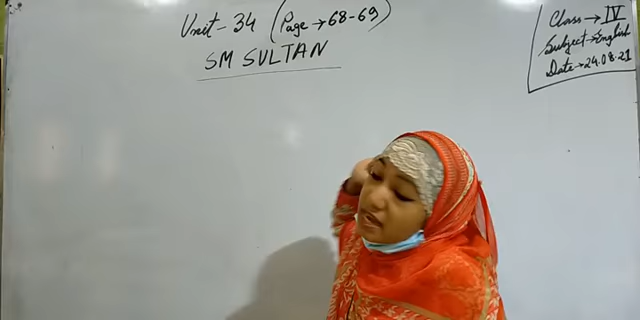 Unit - 34 (Page → 68-69)
SM SULTAN
Class → IV
Subject → English
Date → 24.08.21